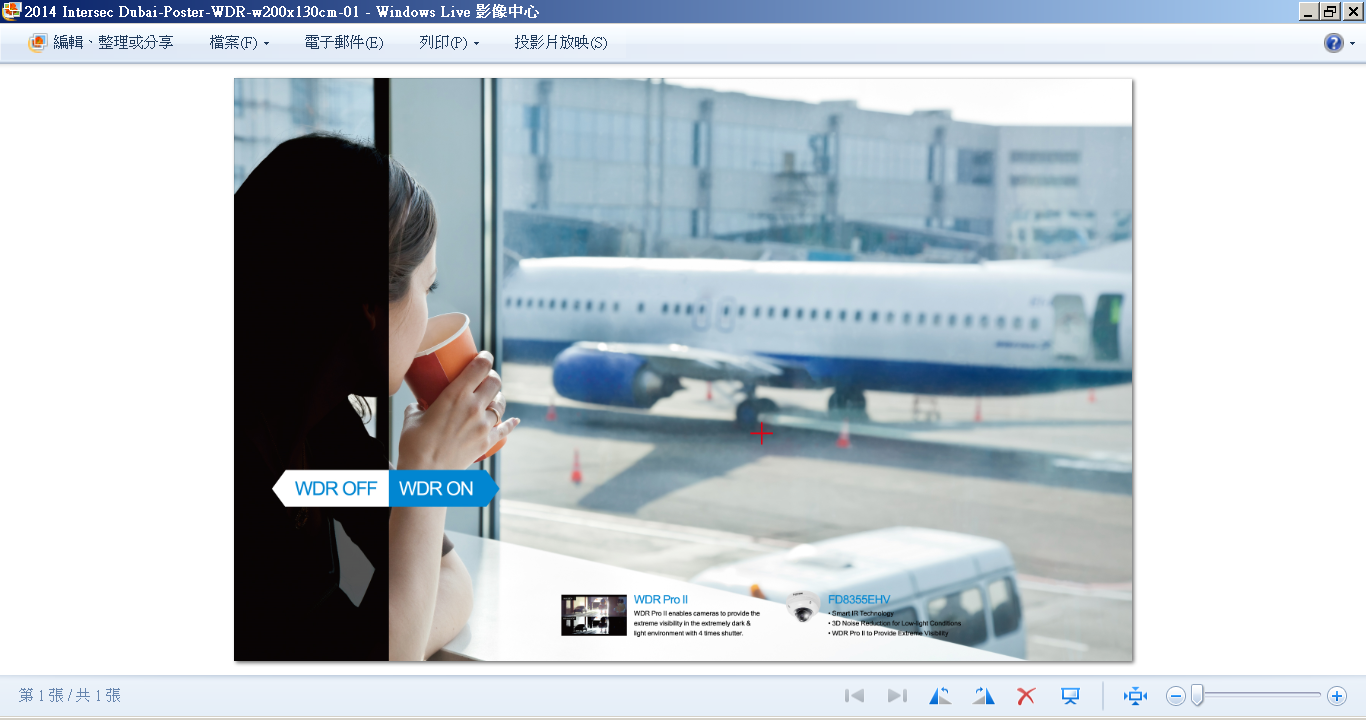 2014 Intersec Dubai-Poster-WDR-w200x130cm-01 - Windows Live 影像中心
編輯、整理或分享 檔案(F) 電子郵件(E) 列印(P) 投影片放映(S)
WDR OFF WDR ON
WDR Pro II
WDR Pro II enables cameras to provide the
extreme visibility in the extremely dark &
light environment with 4 times shutter.
FD8355EHV
• Smart IR Technology
• 3D Noise Reduction for Low-light Conditions
• WDR Pro II to Provide Extreme Visibility
第 1 張 / 共 1 張